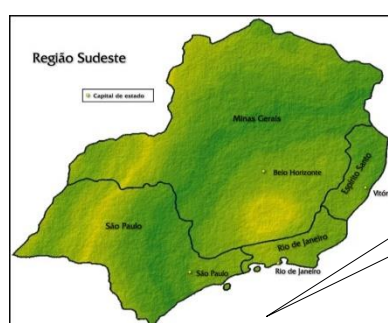 Região Sudeste
Capital de estado
Minas Gerais
Belo Horizonte
Espírito Santo
Vitór
São Paulo
Rio de Janeiro
São Paulo
Rio de Janeiro